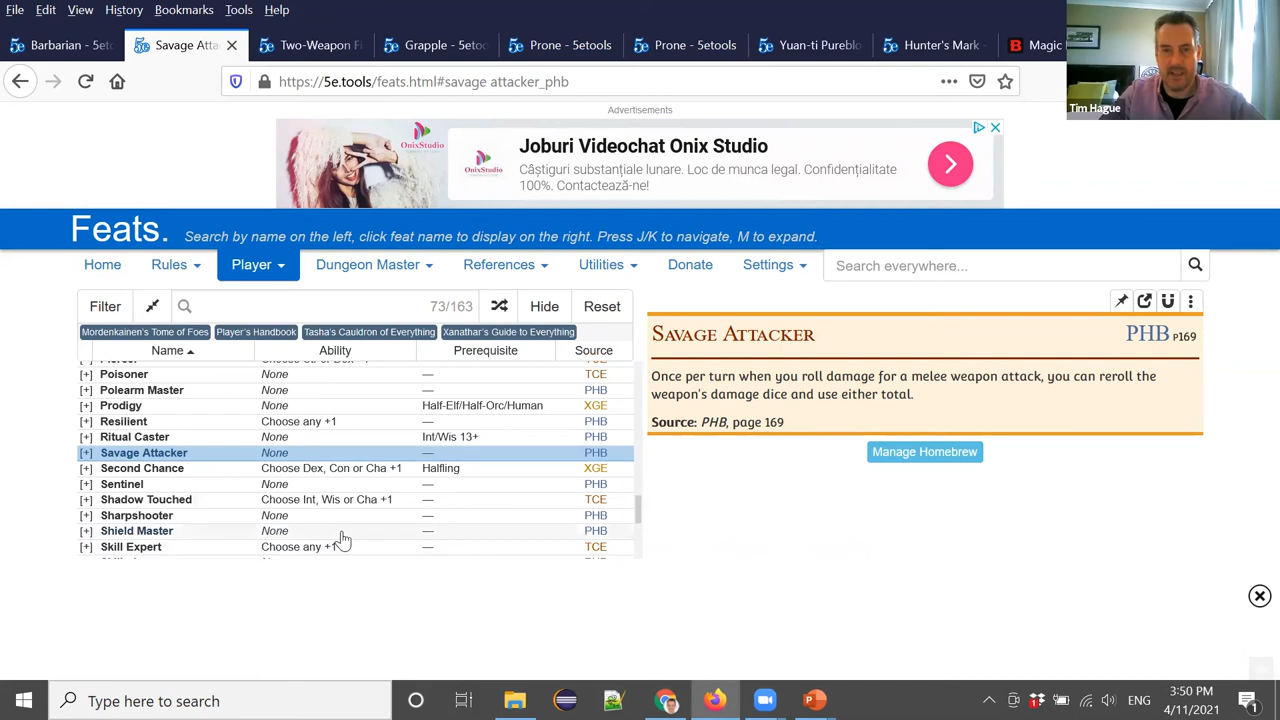 File Edit View History Bookmarks Tools Help
Barbarian - 5et Savage Atta Two-Weapon Fi Grapple - 5etoo Prone - 5etools Prone - 5etools Yuan-ti Pureblo Hunter's Mark - Magic
https://5e.tools/feats.html#savage attacker_phb
Tim Hague
Advertisements
OnixStudio
Joburi Videochat Onix Studio
Câștiguri substanțiale lunare. Loc de munca legal. Confidențialitate
100%. Contactează-ne!
OnixStudio
Feats. Search by name on the left, click feat name to display on the right. Press J/K to navigate, M to expand.
Home Rules Player Dungeon Master References Utilities Donate Settings Search everywhere...
Filter 73/163 Hide Reset
Mordenkainen's Tome of Foes Player's Handbook Tasha's Cauldron of Everything Xanathar's Guide to Everything
Name Ability Prerequisite Source
[+] Poisoner None — TCE
[+] Polearm Master None — PHB
[+] Prodigy None Half-Elf/Half-Orc/Human XGE
[+] Resilient Choose any +1 — PHB
[+] Ritual Caster None Int/Wis 13+ PHB
[+] Savage Attacker None — PHB
[+] Second Chance Choose Dex, Con or Cha +1 Halfling XGE
[+] Sentinel None — PHB
[+] Shadow Touched Choose Int, Wis or Cha +1 — TCE
[+] Sharpshooter None — PHB
[+] Shield Master None — PHB
[+] Skill Expert Choose any +1 — TCE
Savage Attacker PHB P169
Once per turn when you roll damage for a melee weapon attack, you can reroll the
weapon's damage dice and use either total.
Source: PHB, page 169
Manage Homebrew
Type here to search
ENG
3:50 PM
4/11/2021
1